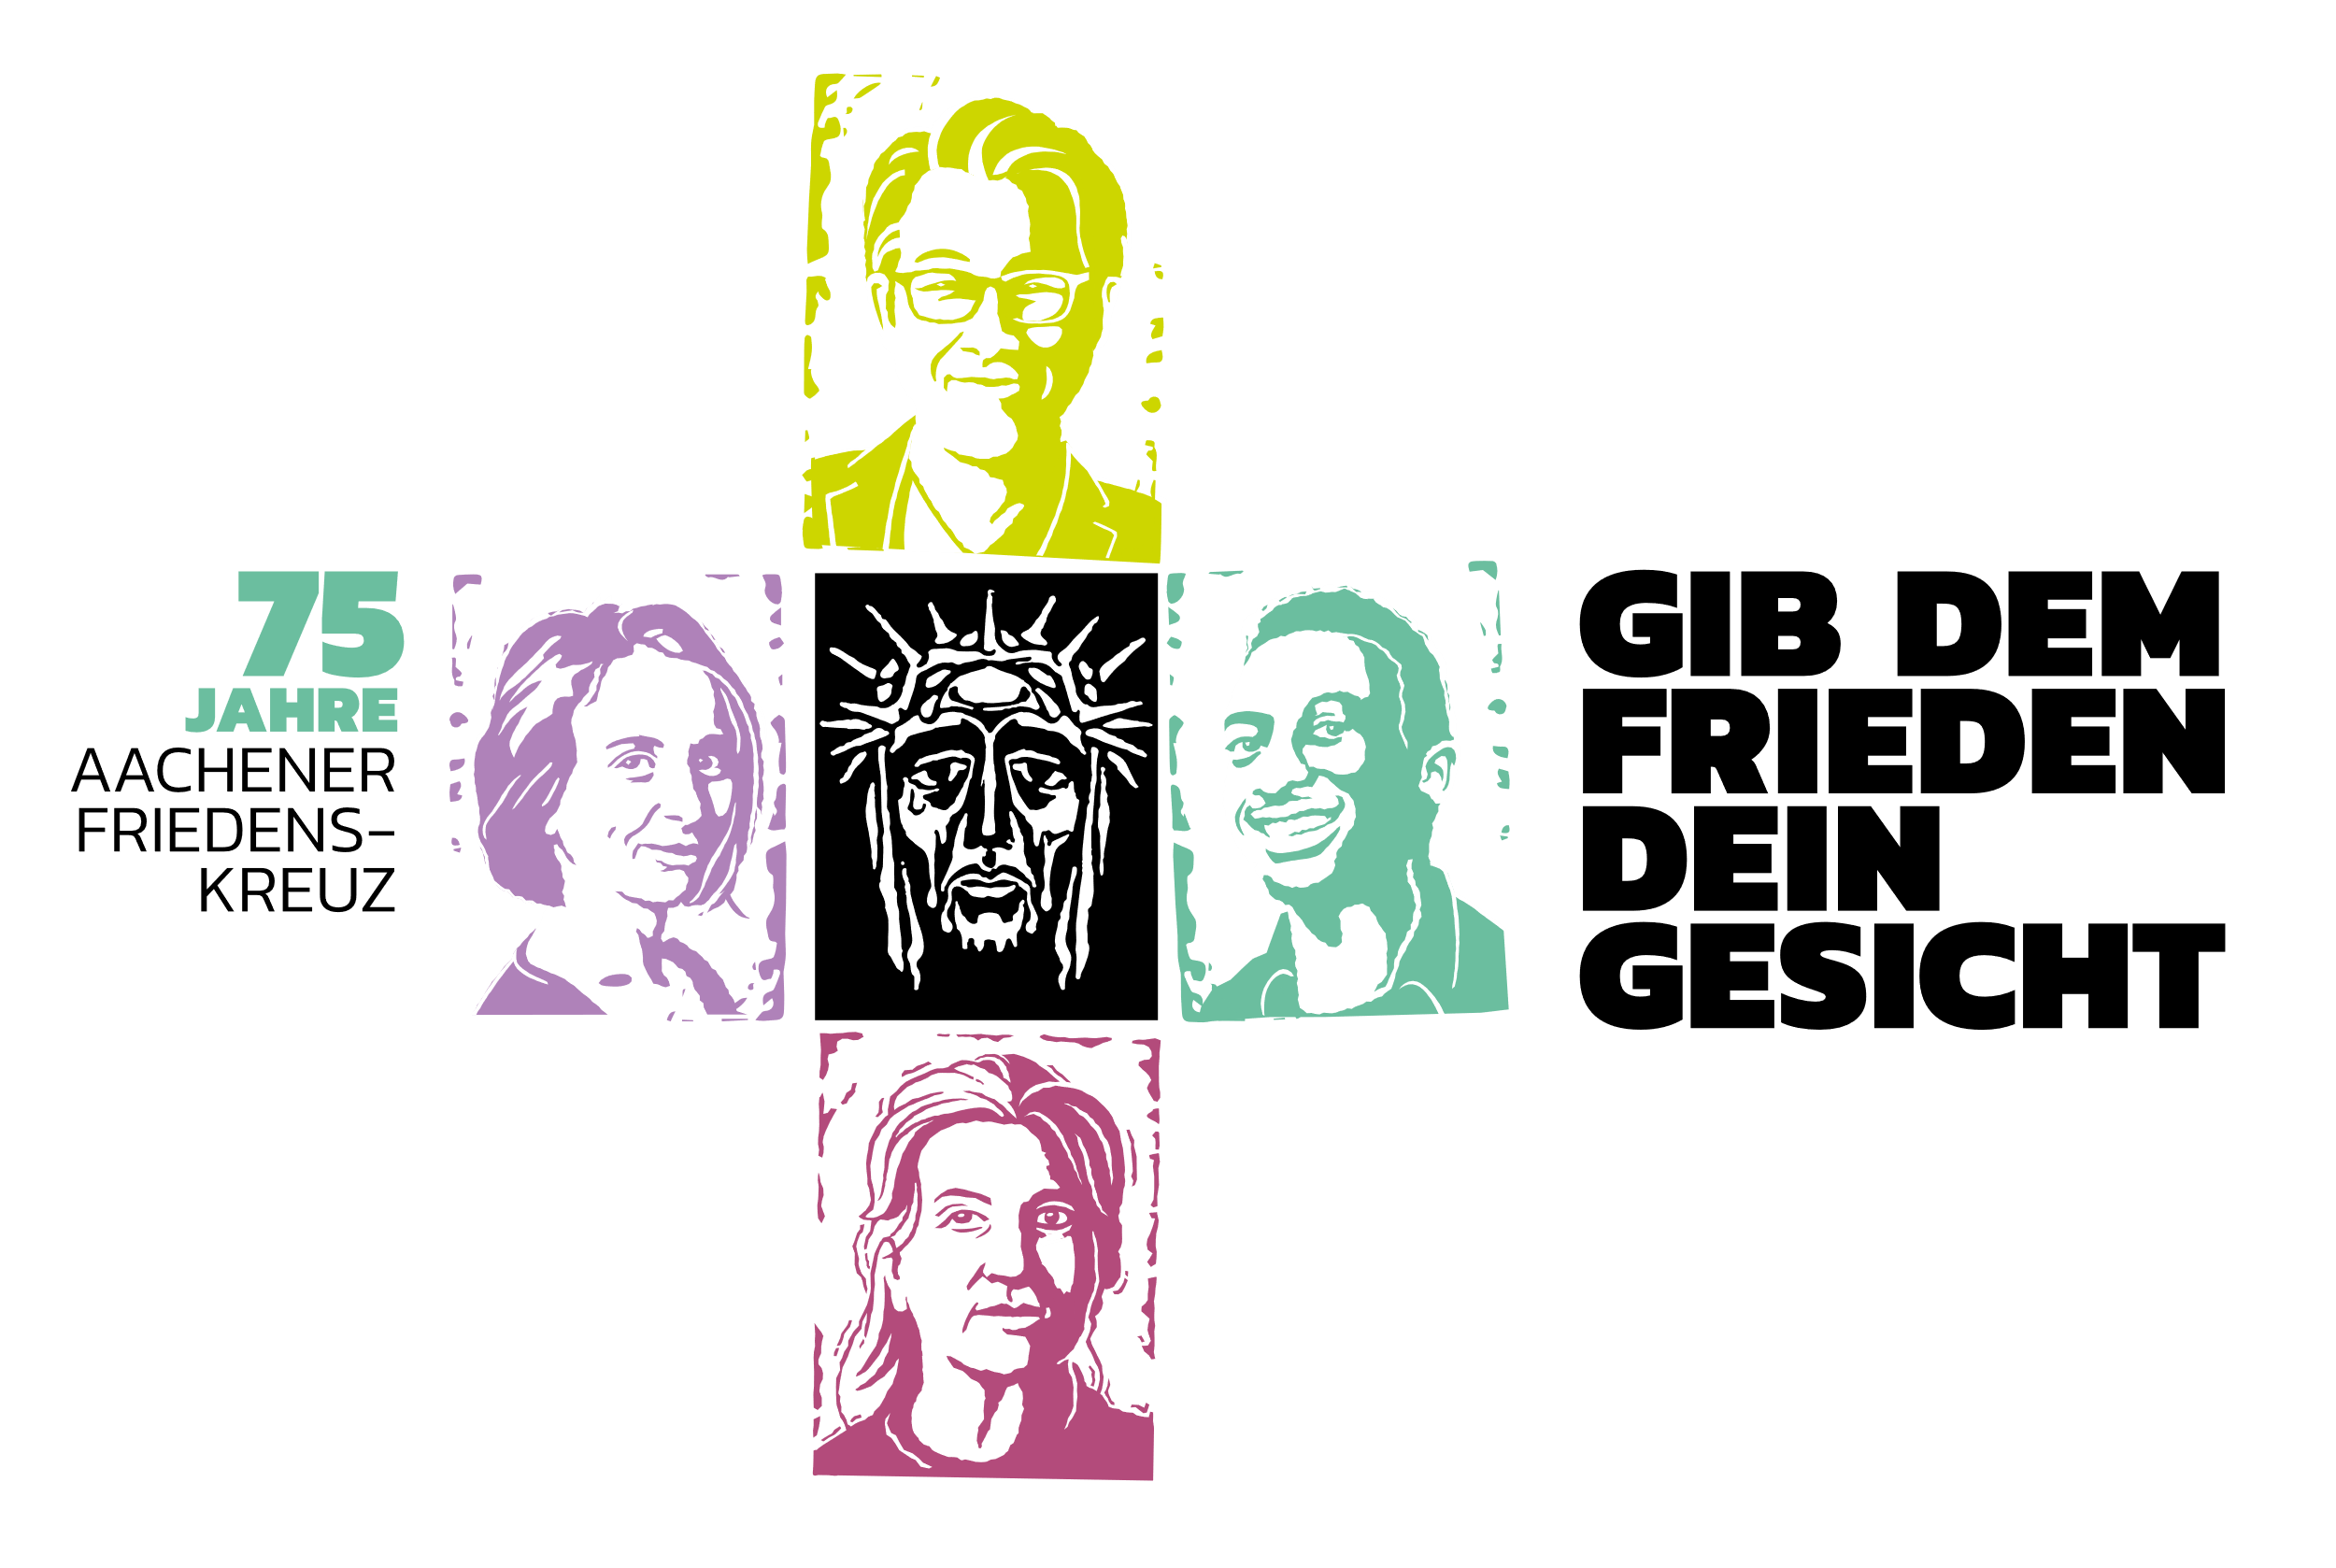 75
JAHRE
AACHENER
FRIEDENS-
KREUZ
GIB DEM
FRIEDEN
DEIN
GESICHT